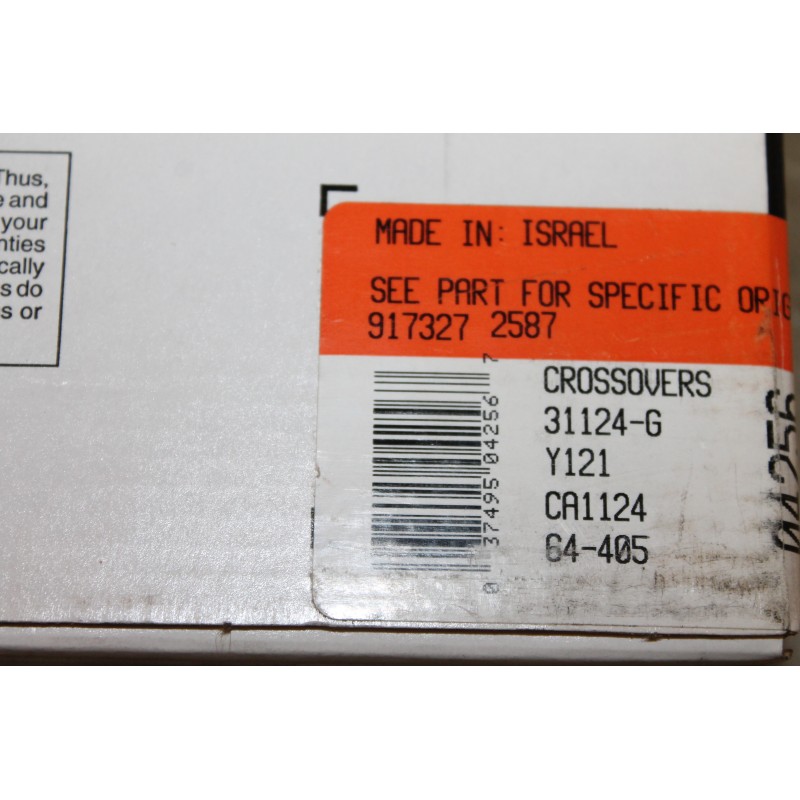 Thus,
e and
your
nties
cally
s do
s or
MADE IN: ISRAEL
SEE PART FOR SPECIFIC ORIG
917327 2587
CROSSOVERS
31124-G
Y121
CA1124
64-405
0 37495 04256 7
04256